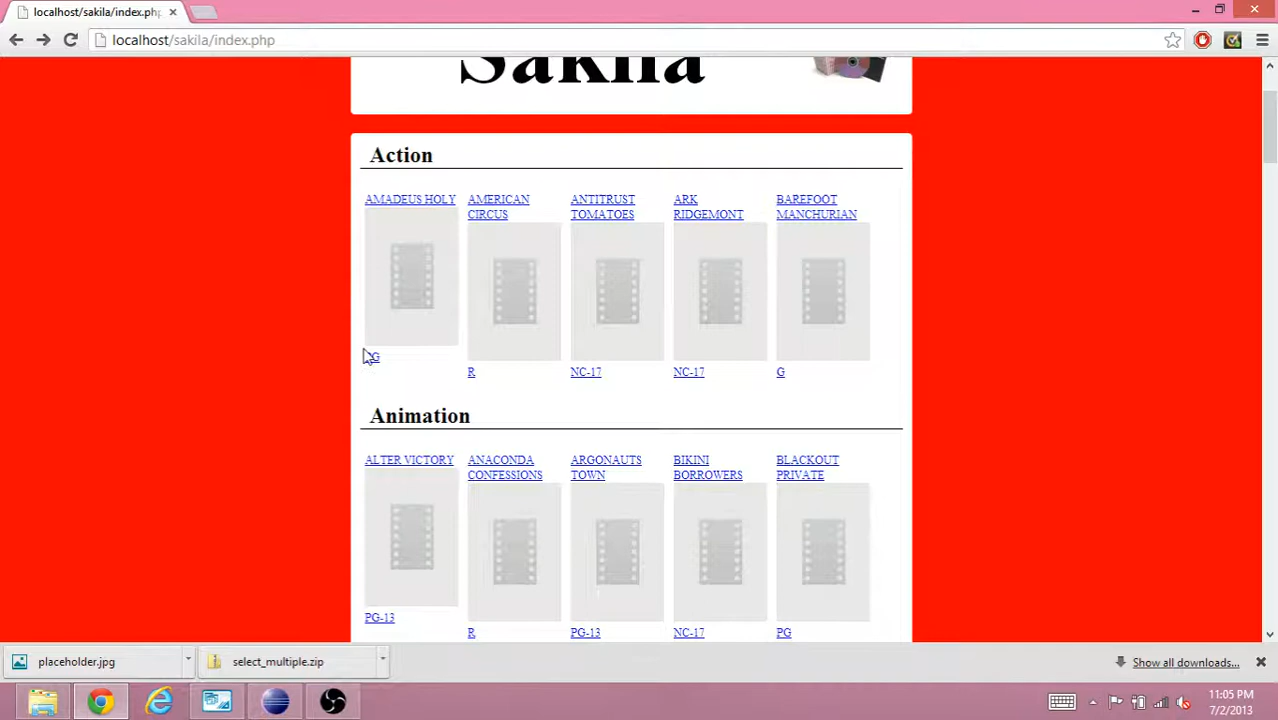 localhost/sakila/index.php
localhost/sakila/index.php
Sakila
Action
AMADEUS HOLY
AMERICAN CIRCUS
ANTITRUST TOMATOES
ARK RIDGEMONT
BAREFOOT MANCHURIAN
R
NC-17
NC-17
G
Animation
ALTER VICTORY
ANACONDA CONFESSIONS
ARGONAUTS TOWN
BIKINI BORROWERS
BLACKOUT PRIVATE
PG-13
R
PG-13
NC-17
PG
placeholder.jpg
select_multiple.zip
Show all downloads...
11:05 PM
7/2/2013